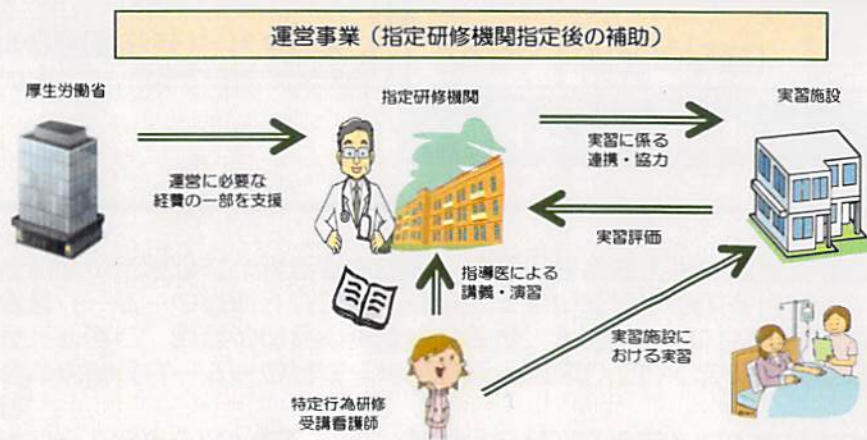 運営事業（指定研修機関指定後の補助）
厚生労働省
指定研修機関
実習施設
運営に必要な
経費の一部を支援
実習に係る
連携・協力
実習評価
指導医による
講義・演習
実習施設に
おける実習
特定行為研修
受講看護師